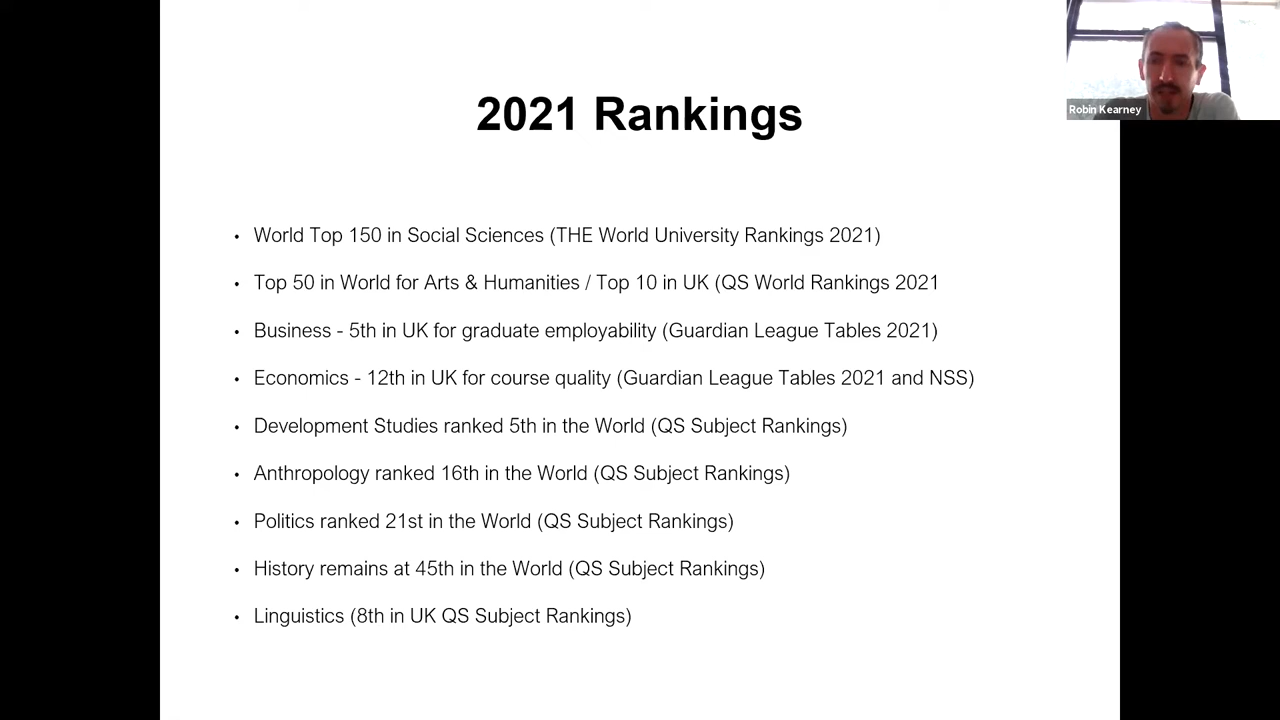 2021 Rankings
Robin Kearney
• World Top 150 in Social Sciences (THE World University Rankings 2021)
• Top 50 in World for Arts & Humanities / Top 10 in UK (QS World Rankings 2021
• Business - 5th in UK for graduate employability (Guardian League Tables 2021)
• Economics - 12th in UK for course quality (Guardian League Tables 2021 and NSS)
• Development Studies ranked 5th in the World (QS Subject Rankings)
• Anthropology ranked 16th in the World (QS Subject Rankings)
• Politics ranked 21st in the World (QS Subject Rankings)
• History remains at 45th in the World (QS Subject Rankings)
• Linguistics (8th in UK QS Subject Rankings)